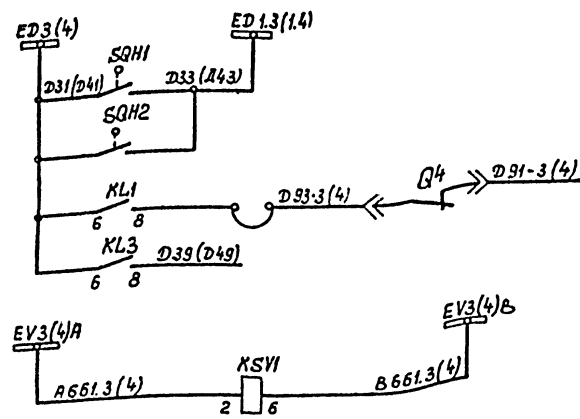 ED3(4)
ED1.3(1.4)
SQH1
D31(D41)
D33(Д43)
SQH2
KL1
6 8
D93-3(4)
Q4
D91-3(4)
KL3
6 8
D39(D49)
EV3(4)A
EV3(4)B
A661.3(4)
KSV1
2 6
B661.3(4)